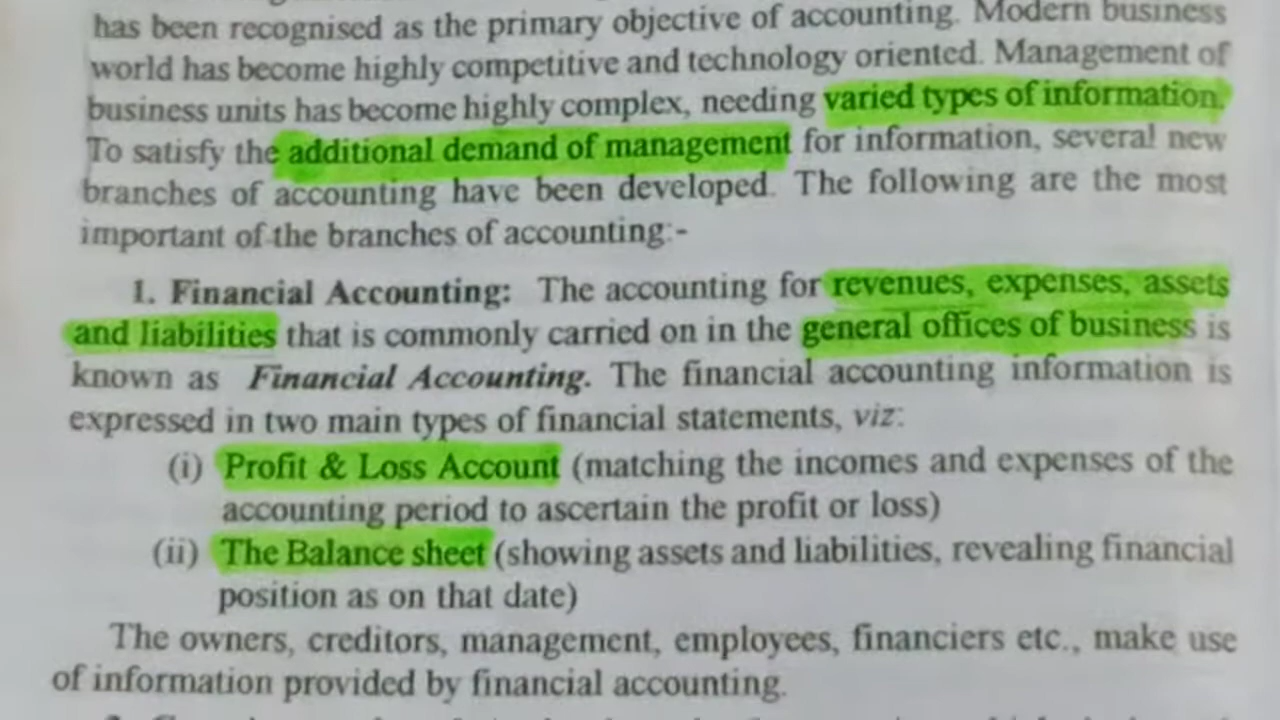 has been recognised as the primary objective of accounting. Modern business
world has become highly competitive and technology oriented. Management of
business units has become highly complex, needing varied types of information.
To satisfy the additional demand of management for information, several new
branches of accounting have been developed. The following are the most
important of the branches of accounting:-
1. Financial Accounting: The accounting for revenues, expenses, assets
and liabilities that is commonly carried on in the general offices of business is
known as Financial Accounting. The financial accounting information is
expressed in two main types of financial statements, viz:
(i) Profit & Loss Account (matching the incomes and expenses of the
accounting period to ascertain the profit or loss)
(ii) The Balance sheet (showing assets and liabilities, revealing financial
position as on that date)
The owners, creditors, management, employees, financiers etc., make use
of information provided by financial accounting.